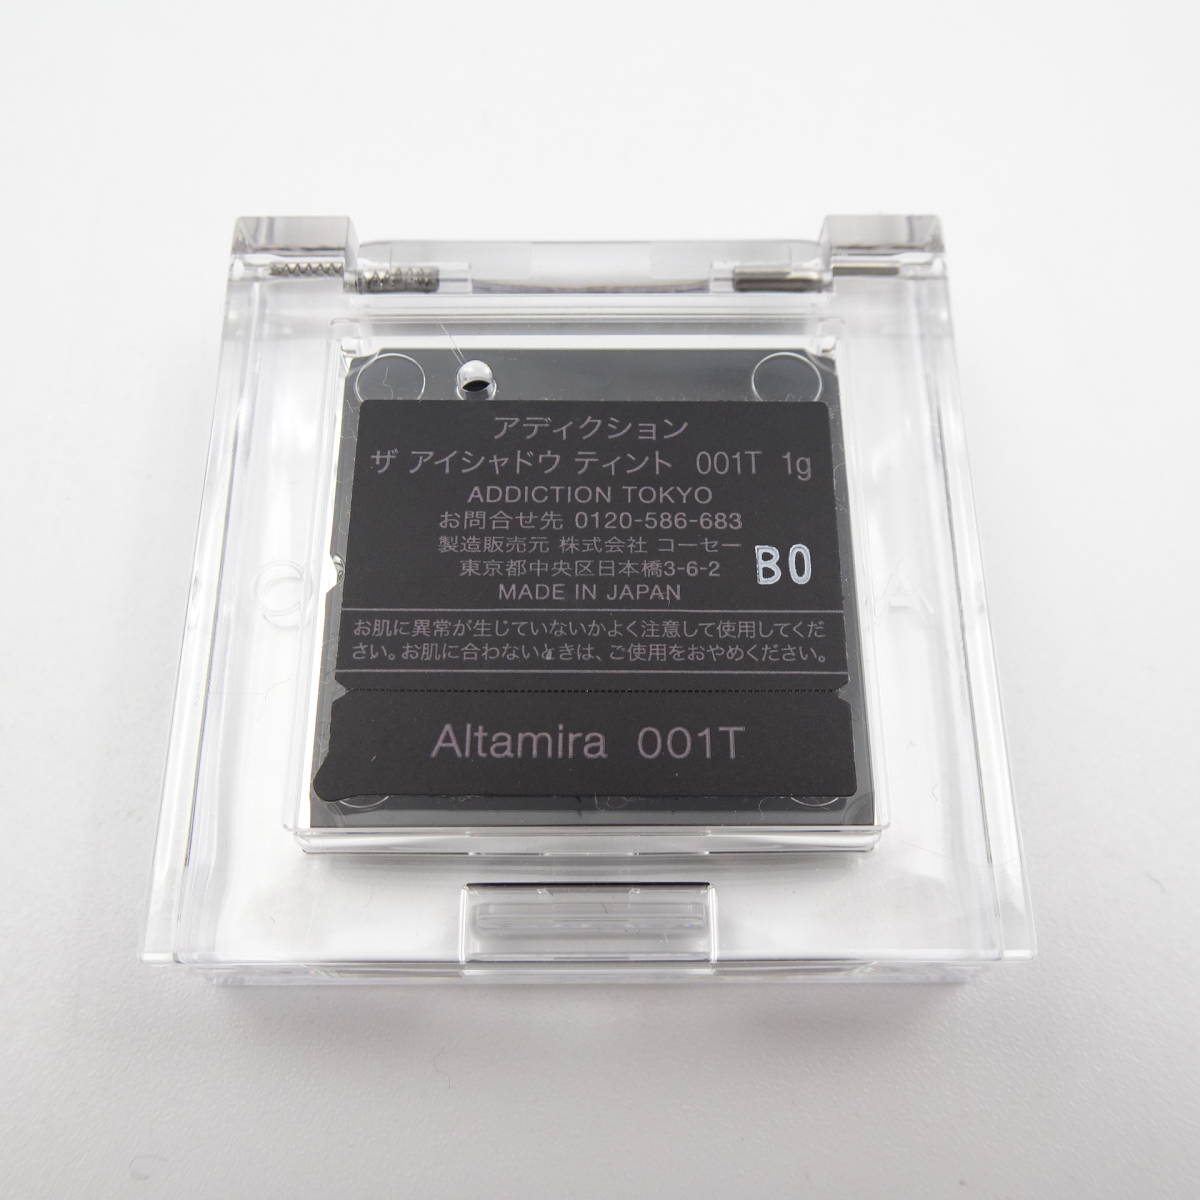 アディクション
ザ アイシャドウ ティント 001T 1g
ADDICTION TOKYO
お問合せ先 0120-586-683
製造販売元 株式会社 コーセー
東京都中央区日本橋3-6-2
B0
MADE IN JAPAN
お肌に異常が生じていないかよく注意して使用してくだ
さい。お肌に合わないときは、ご使用をおやめください。
Altamira 001T